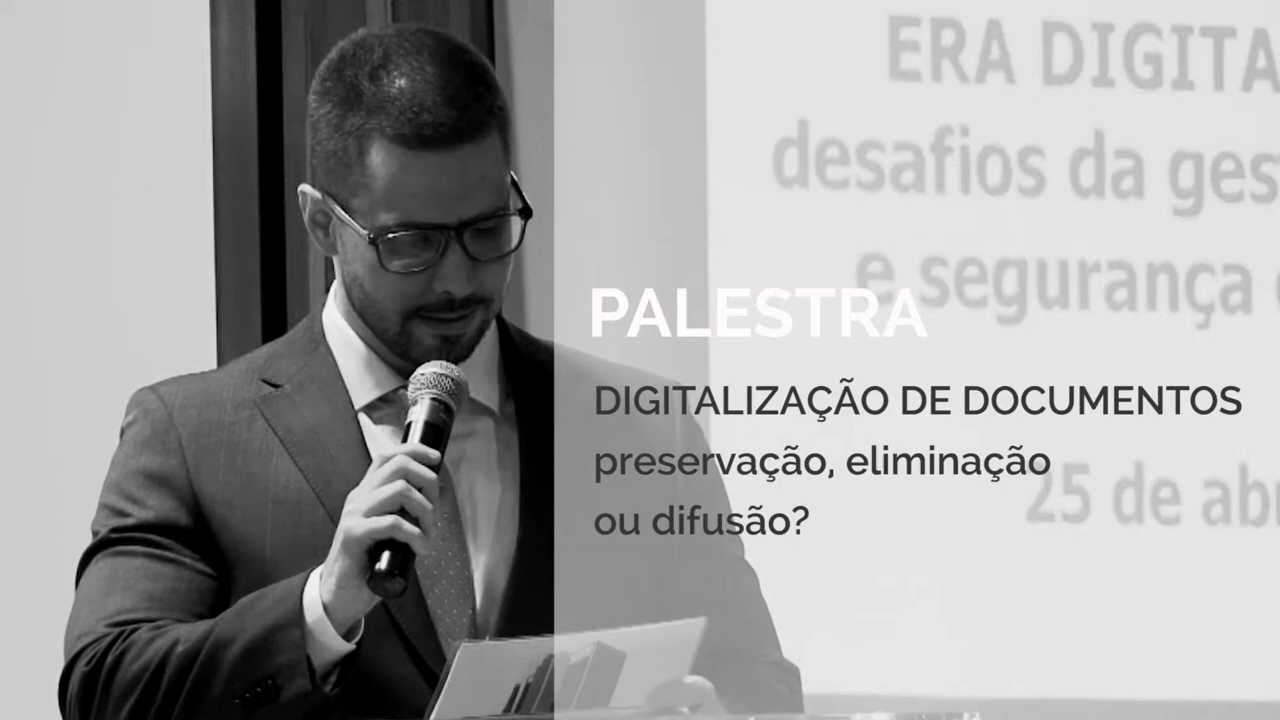 ERA DIGITA
desafios da ges
e segurança
PALESTRA
DIGITALIZAÇÃO DE DOCUMENTOS
preservação, eliminação
ou difusão?
25 de abr